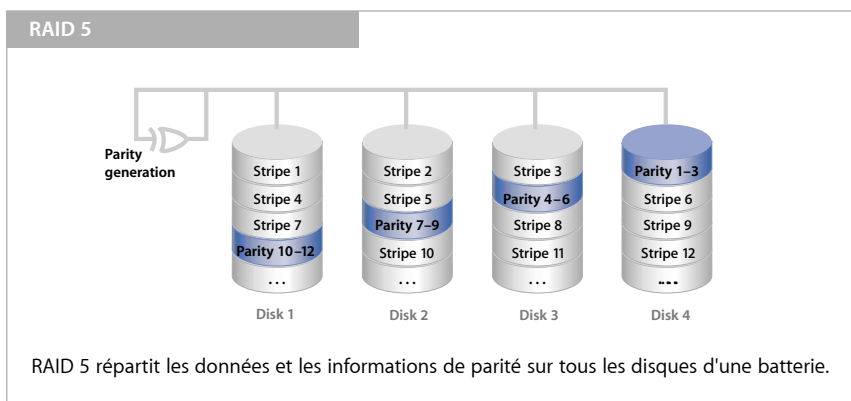 RAID 5
Parity
generation
Stripe 1
Stripe 4
Stripe 7
Parity 10–12
...
Disk 1
Stripe 2
Stripe 5
Parity 7–9
Stripe 10
...
Disk 2
Stripe 3
Parity 4–6
Stripe 8
Stripe 11
...
Disk 3
Parity 1–3
Stripe 6
Stripe 9
Stripe 12
....
Disk 4
RAID 5 répartit les données et les informations de parité sur tous les disques d'une batterie.